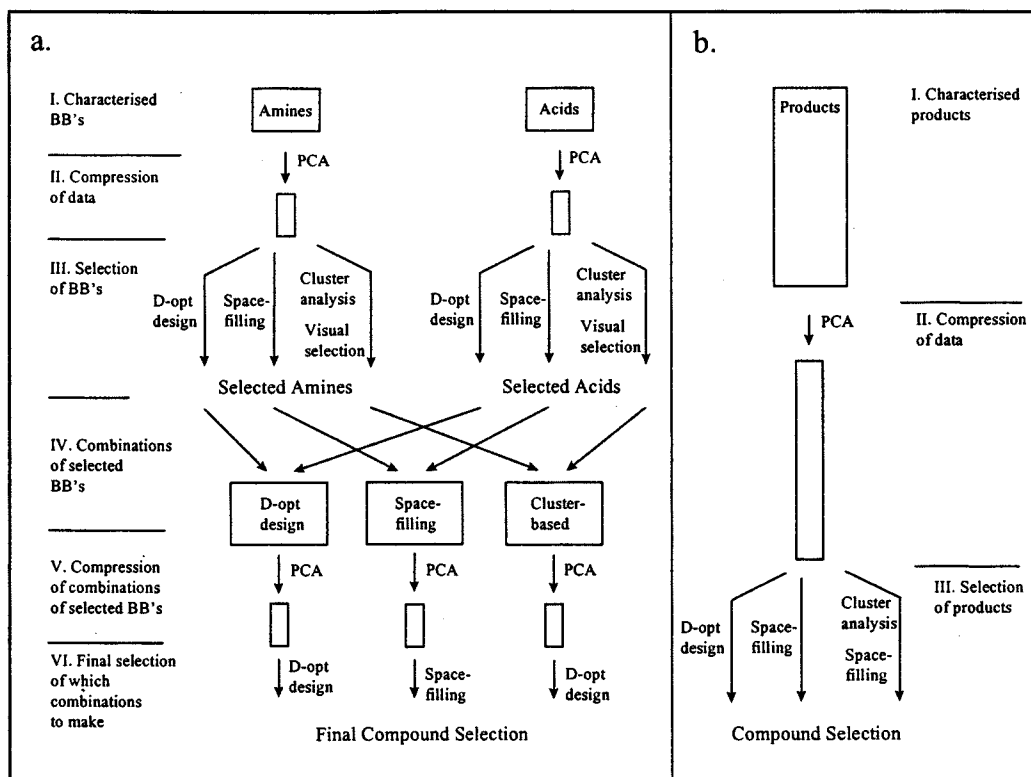 a.
I. Characterised
BB's
Amines
Acids
PCA
PCA
II. Compression
of data
III. Selection
of BB's
D-opt
design
Space-
filling
Cluster
analysis
Visual
selection
D-opt
design
Space-
filling
Cluster
analysis
Visual
selection
Selected Amines
Selected Acids
IV. Combinations
of selected
BB's
D-opt
design
Space-
filling
Cluster-
based
V. Compression
of combinations
of selected BB's
PCA
PCA
PCA
VI. Final selection
of which
combinations
to make
D-opt
design
Space-
filling
D-opt
design
Final Compound Selection
b.
Products
I. Characterised
products
PCA
II. Compression
of data
III. Selection
of products
D-opt
design
Space-
filling
Cluster
analysis
Space-
filling
Compound Selection